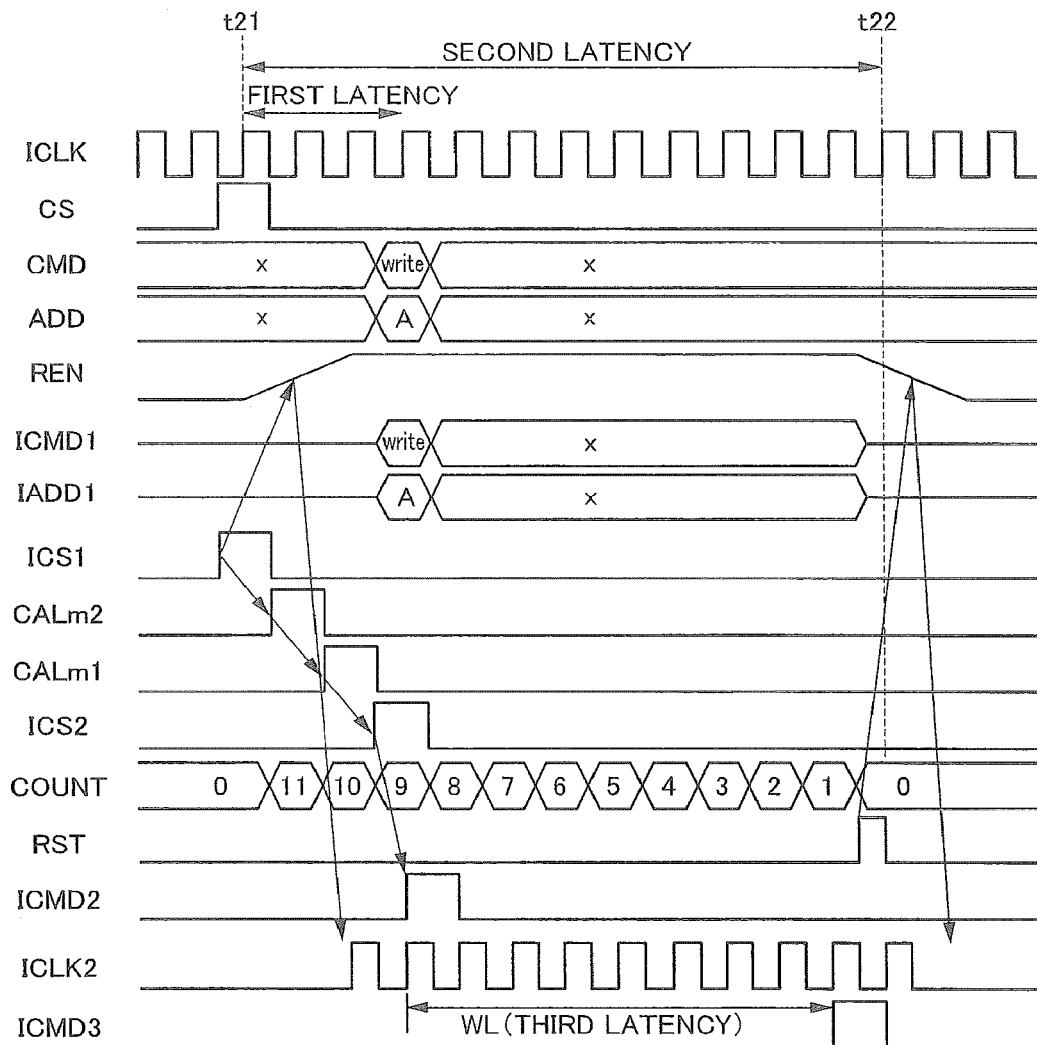 t21 t22
SECOND LATENCY
FIRST LATENCY
ICLK
CS
CMD x write x
ADD x A x
REN
ICMD1 write x
IADD1 A x
ICS1
CALm2
CALm1
ICS2
COUNT 0 11 10 9 8 7 6 5 4 3 2 1 0
RST
ICMD2
ICLK2
WL(THIRD LATENCY)
ICMD3